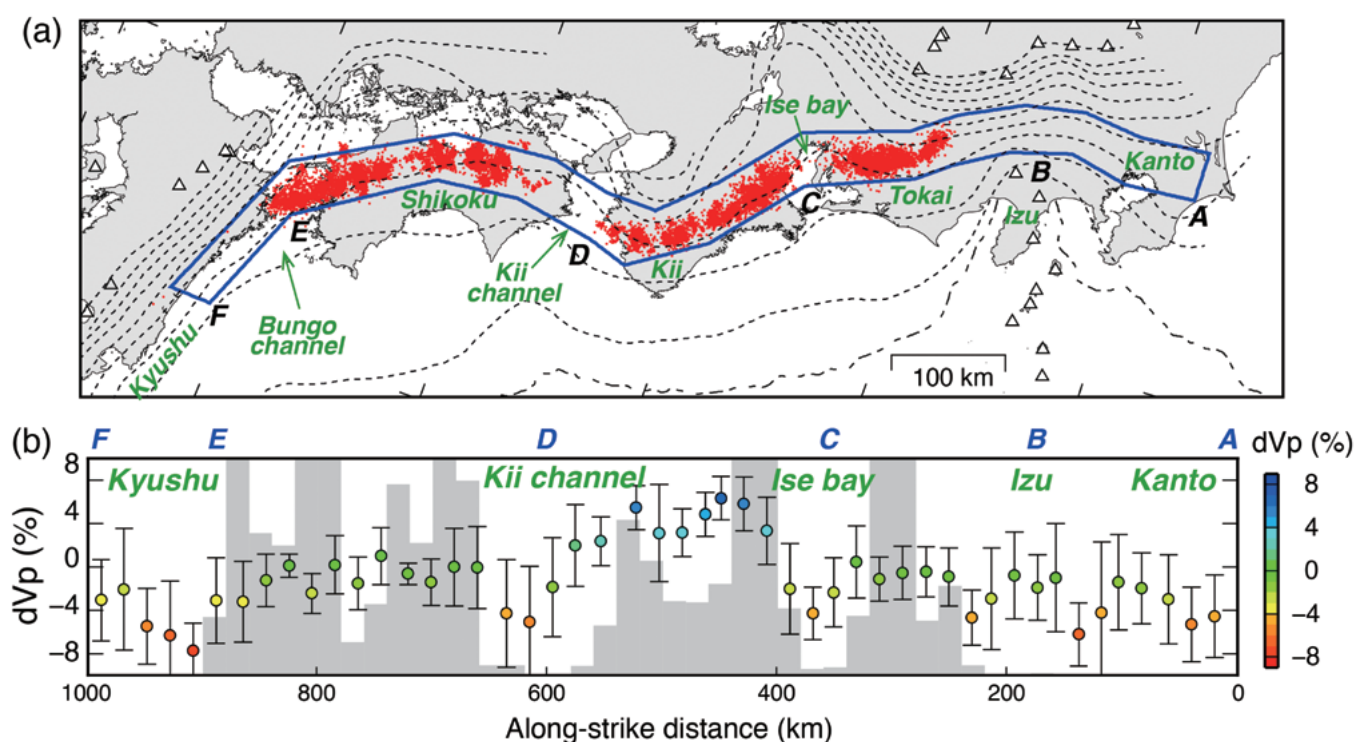 (a)
Ise bay
Kanto
B
Shikoku
Tokai
C
A
Izu
E
D
Kii
Kii
channel
F
Bungo
channel
Kyushu
100 km
(b)
F E D C B A dVp (%)
Kyushu Kii channel Ise bay Izu Kanto
dVp (%)
8
4
0
−4
−8
8
4
0
−4
−8
1000 800 600 400 200 0
Along-strike distance (km)